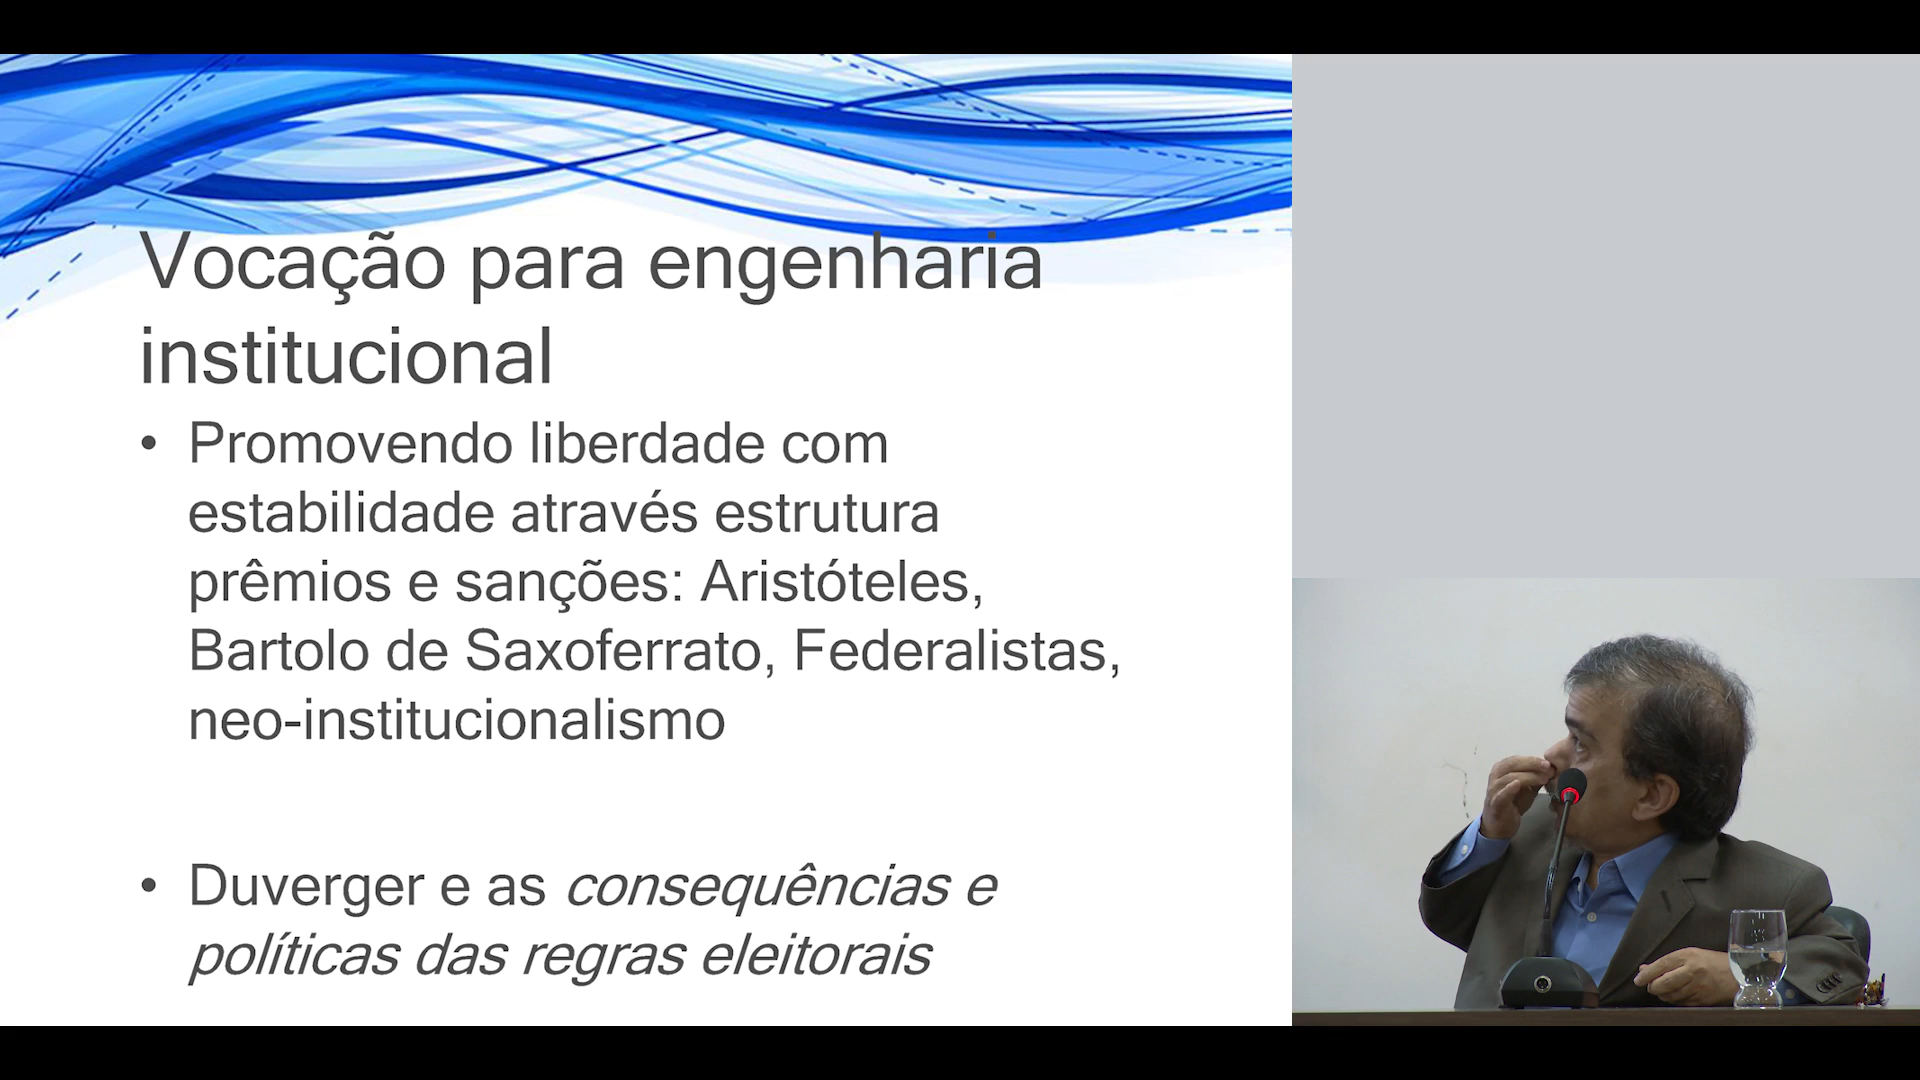 Vocação para engenharia
institucional
• Promovendo liberdade com
estabilidade através estrutura
prêmios e sanções: Aristóteles,
Bartolo de Saxoferrato, Federalistas,
neo-institucionalismo
• Duverger e as consequências e
políticas das regras eleitorais